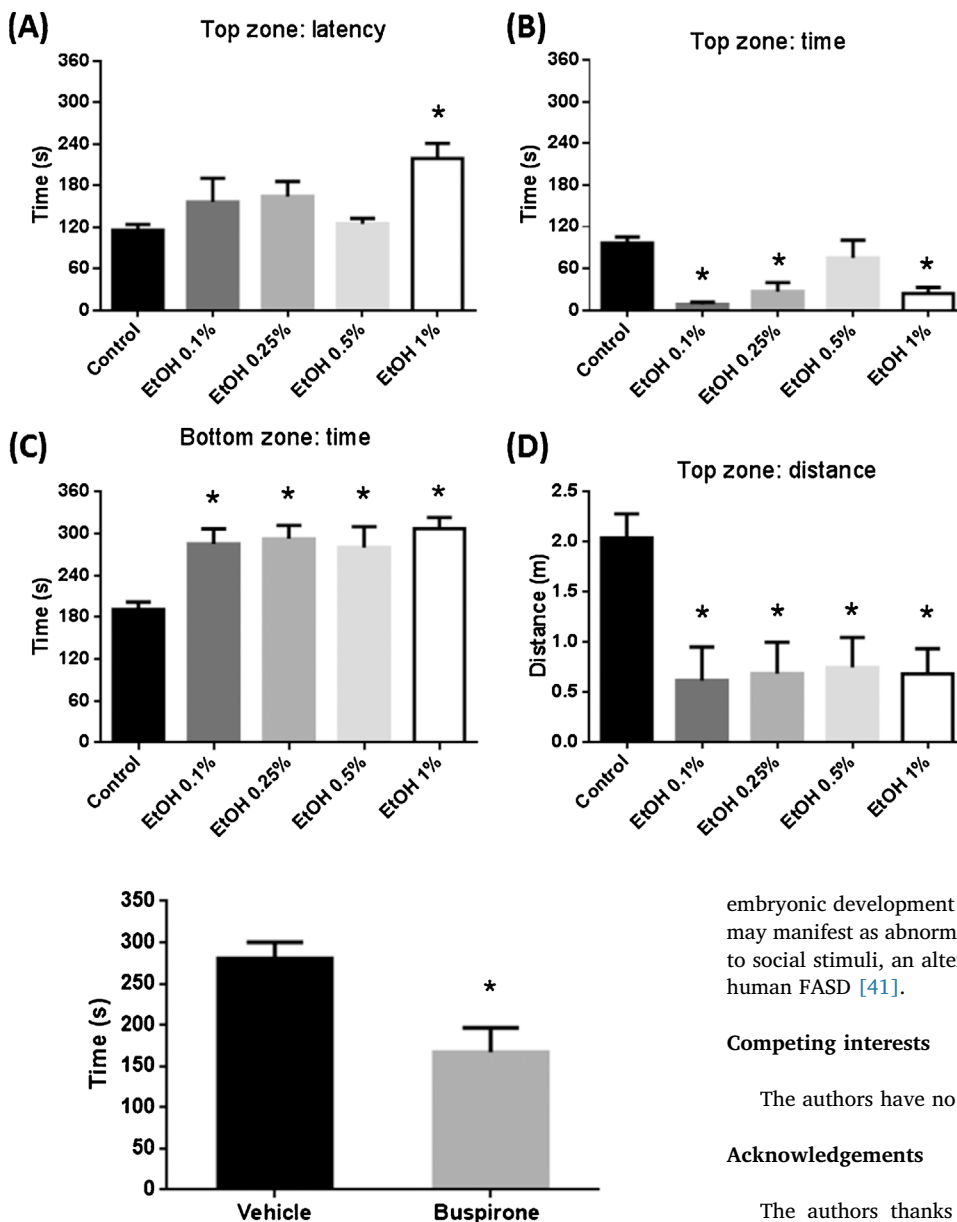 (A)
Top zone: latency
Time (s)
360
300
240
180
120
60
0
*
Control
EtOH 0.1%
EtOH 0.25%
EtOH 0.5%
EtOH 1%
(B)
Top zone: time
Time (s)
360
300
240
180
120
60
0
* * *
Control
EtOH 0.1%
EtOH 0.25%
EtOH 0.5%
EtOH 1%
(C)
Bottom zone: time
Time (s)
360
300
240
180
120
60
0
* * * *
Control
EtOH 0.1%
EtOH 0.25%
EtOH 0.5%
EtOH 1%
(D)
Top zone: distance
Distance (m)
2.5
2.0
1.5
1.0
0.5
0.0
* * * *
Control
EtOH 0.1%
EtOH 0.25%
EtOH 0.5%
EtOH 1%
Time (s)
350
300
250
200
150
100
50
0
*
Vehicle Buspirone
embryonic development
may manifest as abnorm
to social stimuli, an alte
human FASD [41].
Competing interests
The authors have no
Acknowledgements
The authors thanks